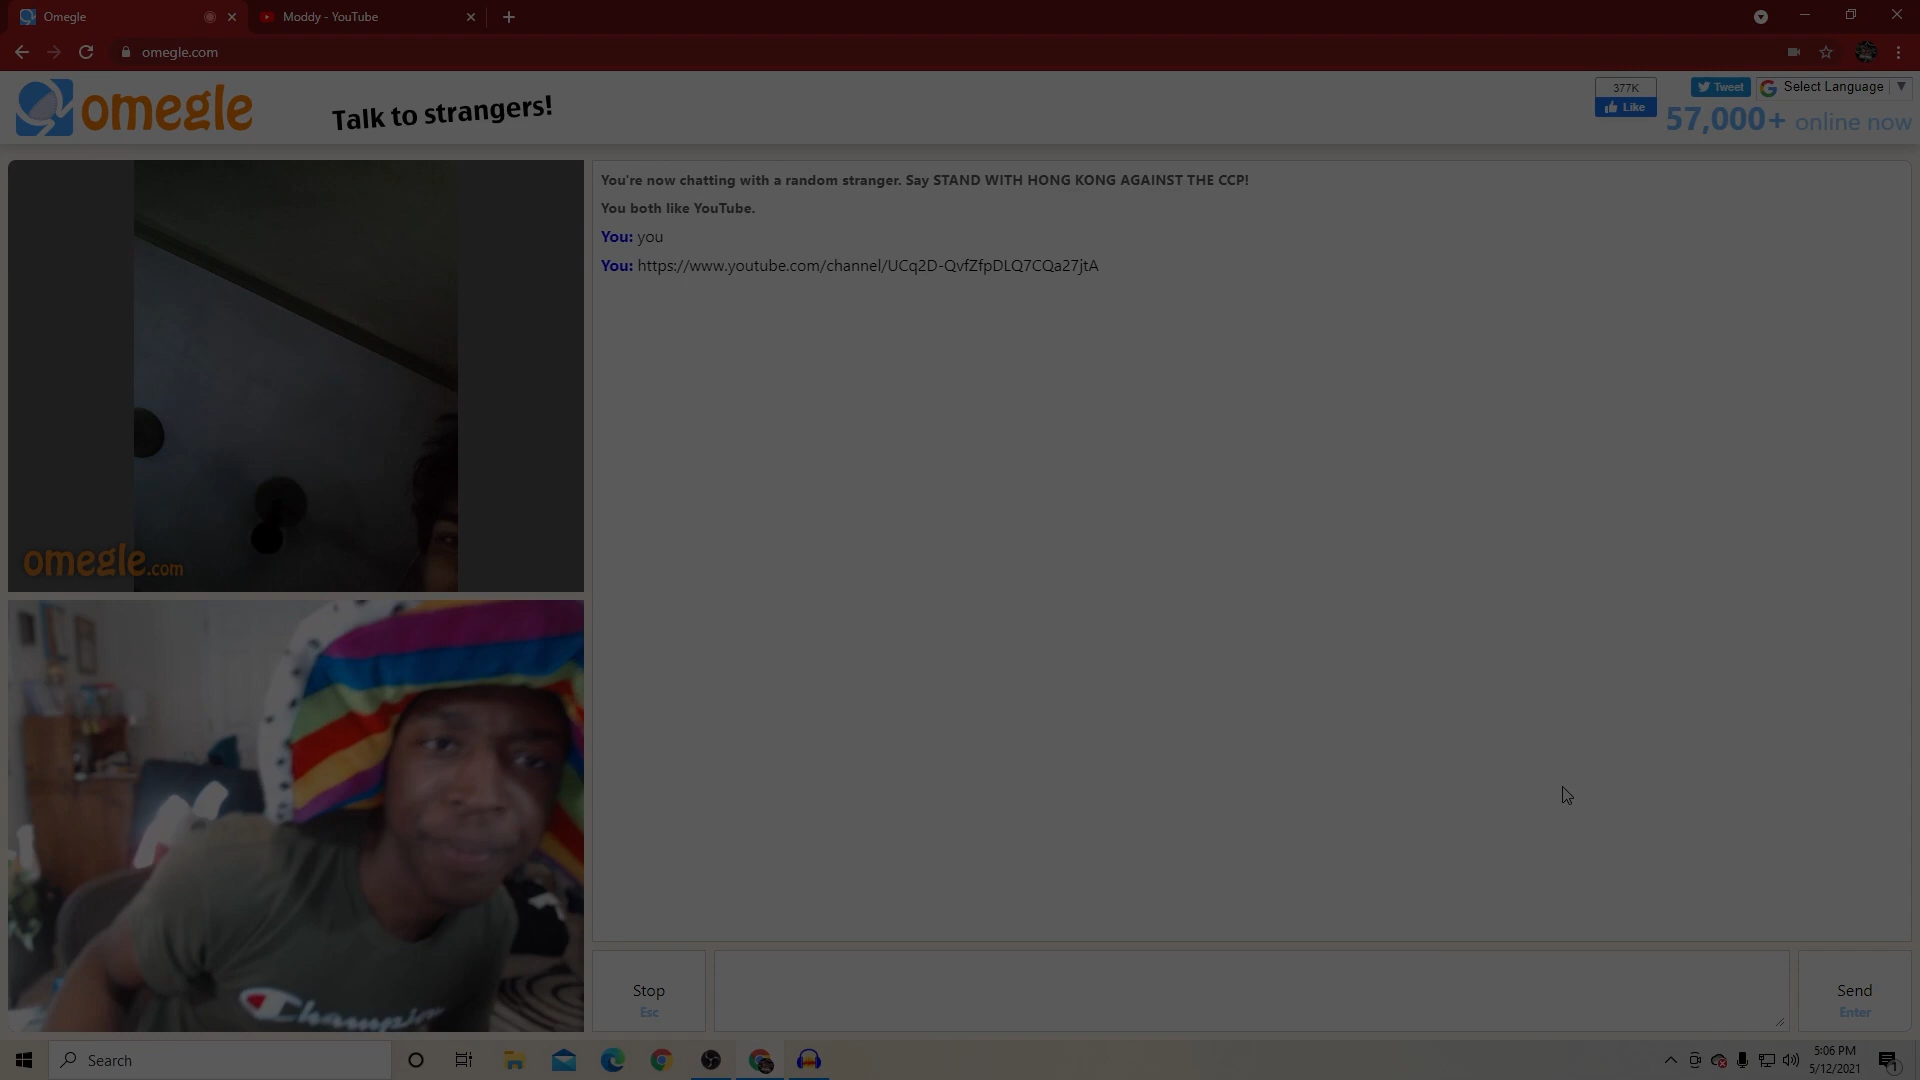 Omegle
Moddy - YouTube
omegle.com
omegle
Talk to strangers!
377K
Like
Tweet
Select Language
57,000+ online now
You're now chatting with a random stranger. Say STAND WITH HONG KONG AGAINST THE CCP!
You both like YouTube.
You: you
You: https://www.youtube.com/channel/UCq2D-QvfZfpDLQ7CQa27jtA
omegle.com
Champion
Stop
Esc
Send
Enter
Search
5:06 PM
5/12/2021
1